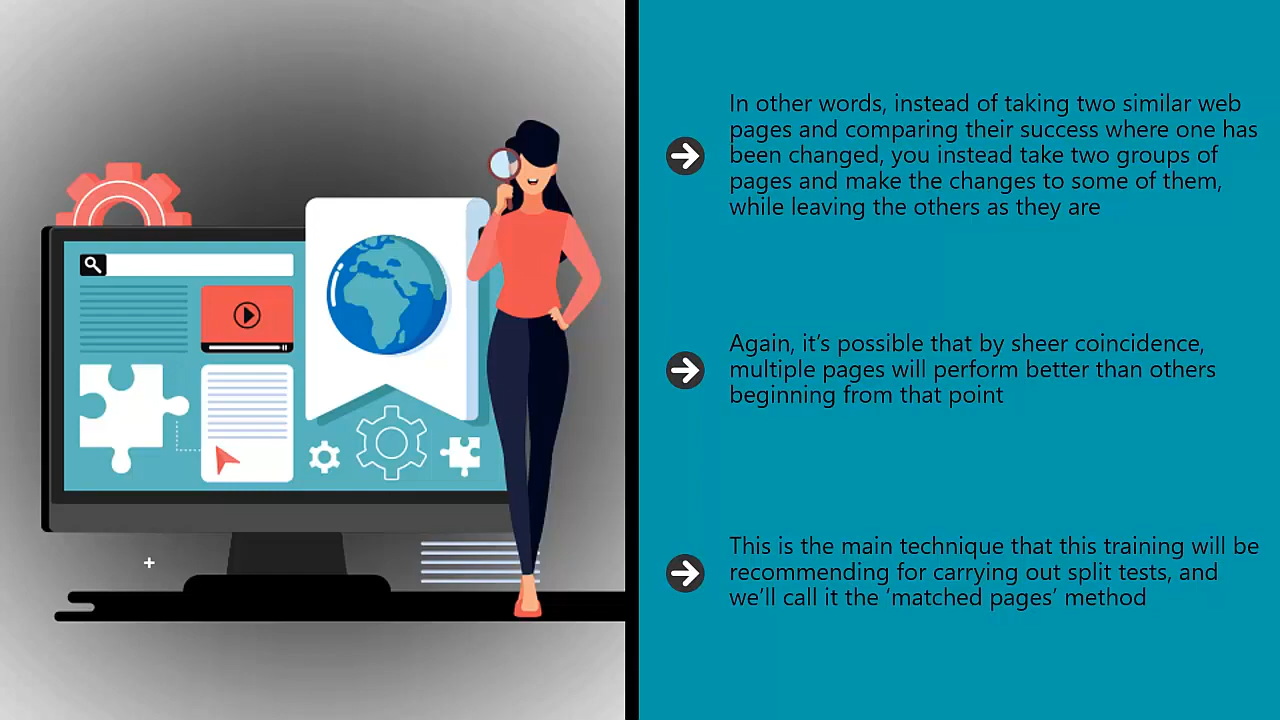 In other words, instead of taking two similar web
pages and comparing their success where one has
been changed, you instead take two groups of
pages and make the changes to some of them,
while leaving the others as they are
Again, it’s possible that by sheer coincidence,
multiple pages will perform better than others
beginning from that point
This is the main technique that this training will be
recommending for carrying out split tests, and
we’ll call it the ‘matched pages’ method